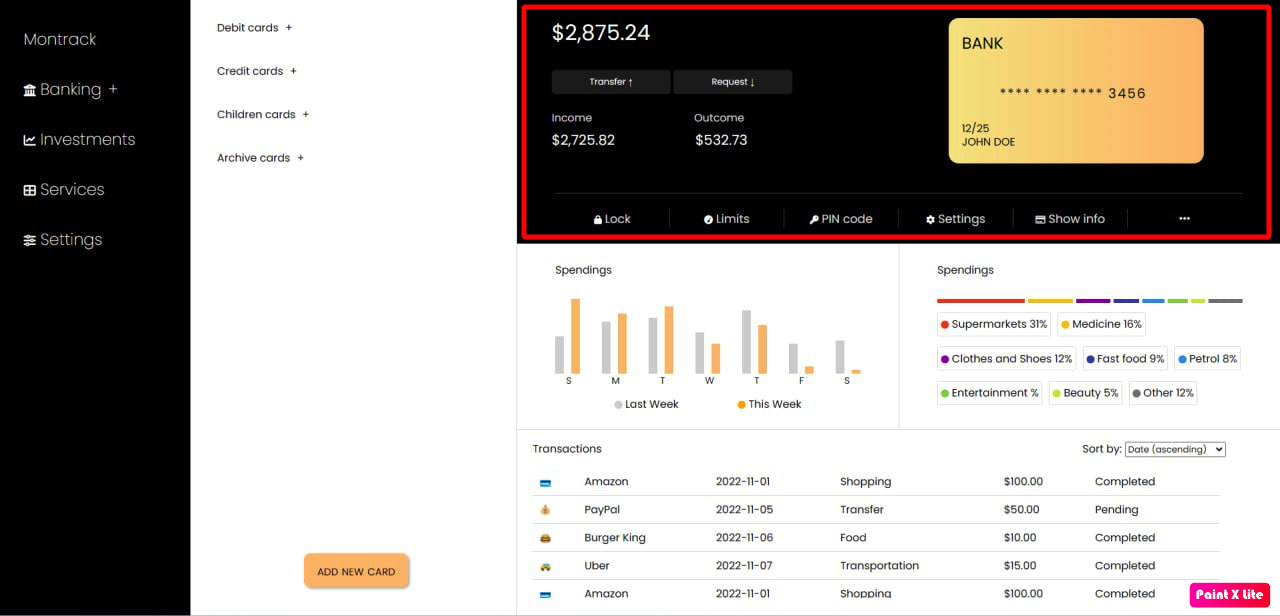 Montrack
Banking +
Investments
Services
Settings
Debit cards +
Credit cards +
Children cards +
Archive cards +
ADD NEW CARD
$2,875.24
Transfer ↑ Request ↓
Income Outcome
$2,725.82 $532.73
BANK
**** **** **** 3456
12/25
JOHN DOE
Lock Limits PIN code Settings Show info •••
Spendings
S M T W T F S
Last Week This Week
Spendings
Supermarkets 31% Medicine 16%
Clothes and Shoes 12% Fast food 9% Petrol 8%
Entertainment % Beauty 5% Other 12%
Transactions Sort by: Date (ascending)
Amazon 2022-11-01 Shopping $100.00 Completed
PayPal 2022-11-05 Transfer $50.00 Pending
Burger King 2022-11-06 Food $10.00 Completed
Uber 2022-11-07 Transportation $15.00 Completed
Amazon 2022-11-01 Shopping $100.00 Completed
Paint X Lite